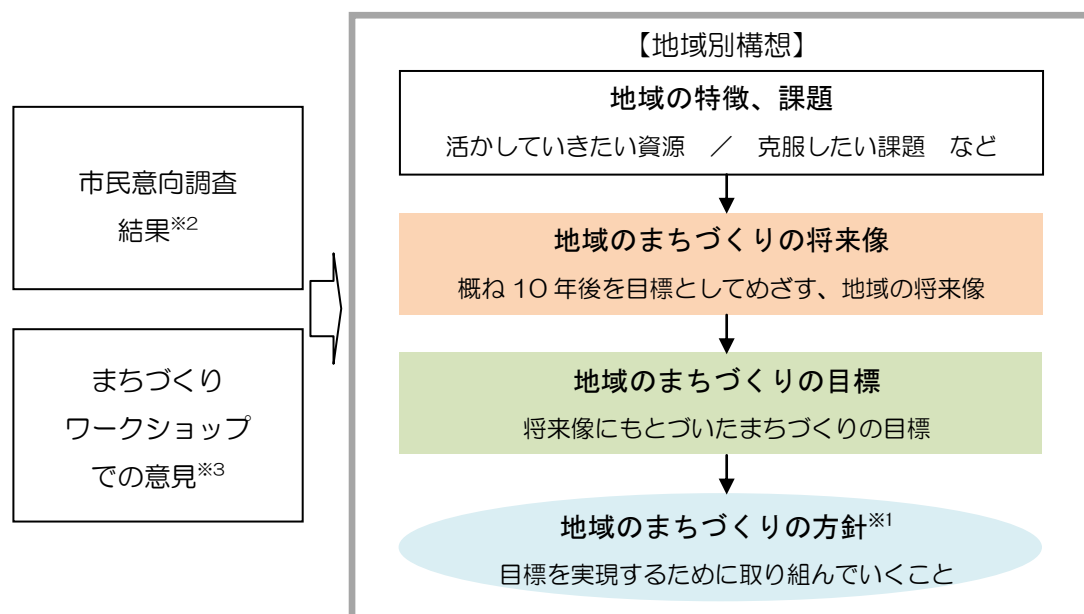 市民意向調査
結果※2
まちづくり
ワークショップ
での意見※3
【地域別構想】
地域の特徴、課題
活かしていきたい資源 ／ 克服したい課題 など
地域のまちづくりの将来像
概ね 10 年後を目標としてめざす、地域の将来像
地域のまちづくりの目標
将来像にもとづいたまちづくりの目標
地域のまちづくりの方針※1
目標を実現するために取り組んでいくこと